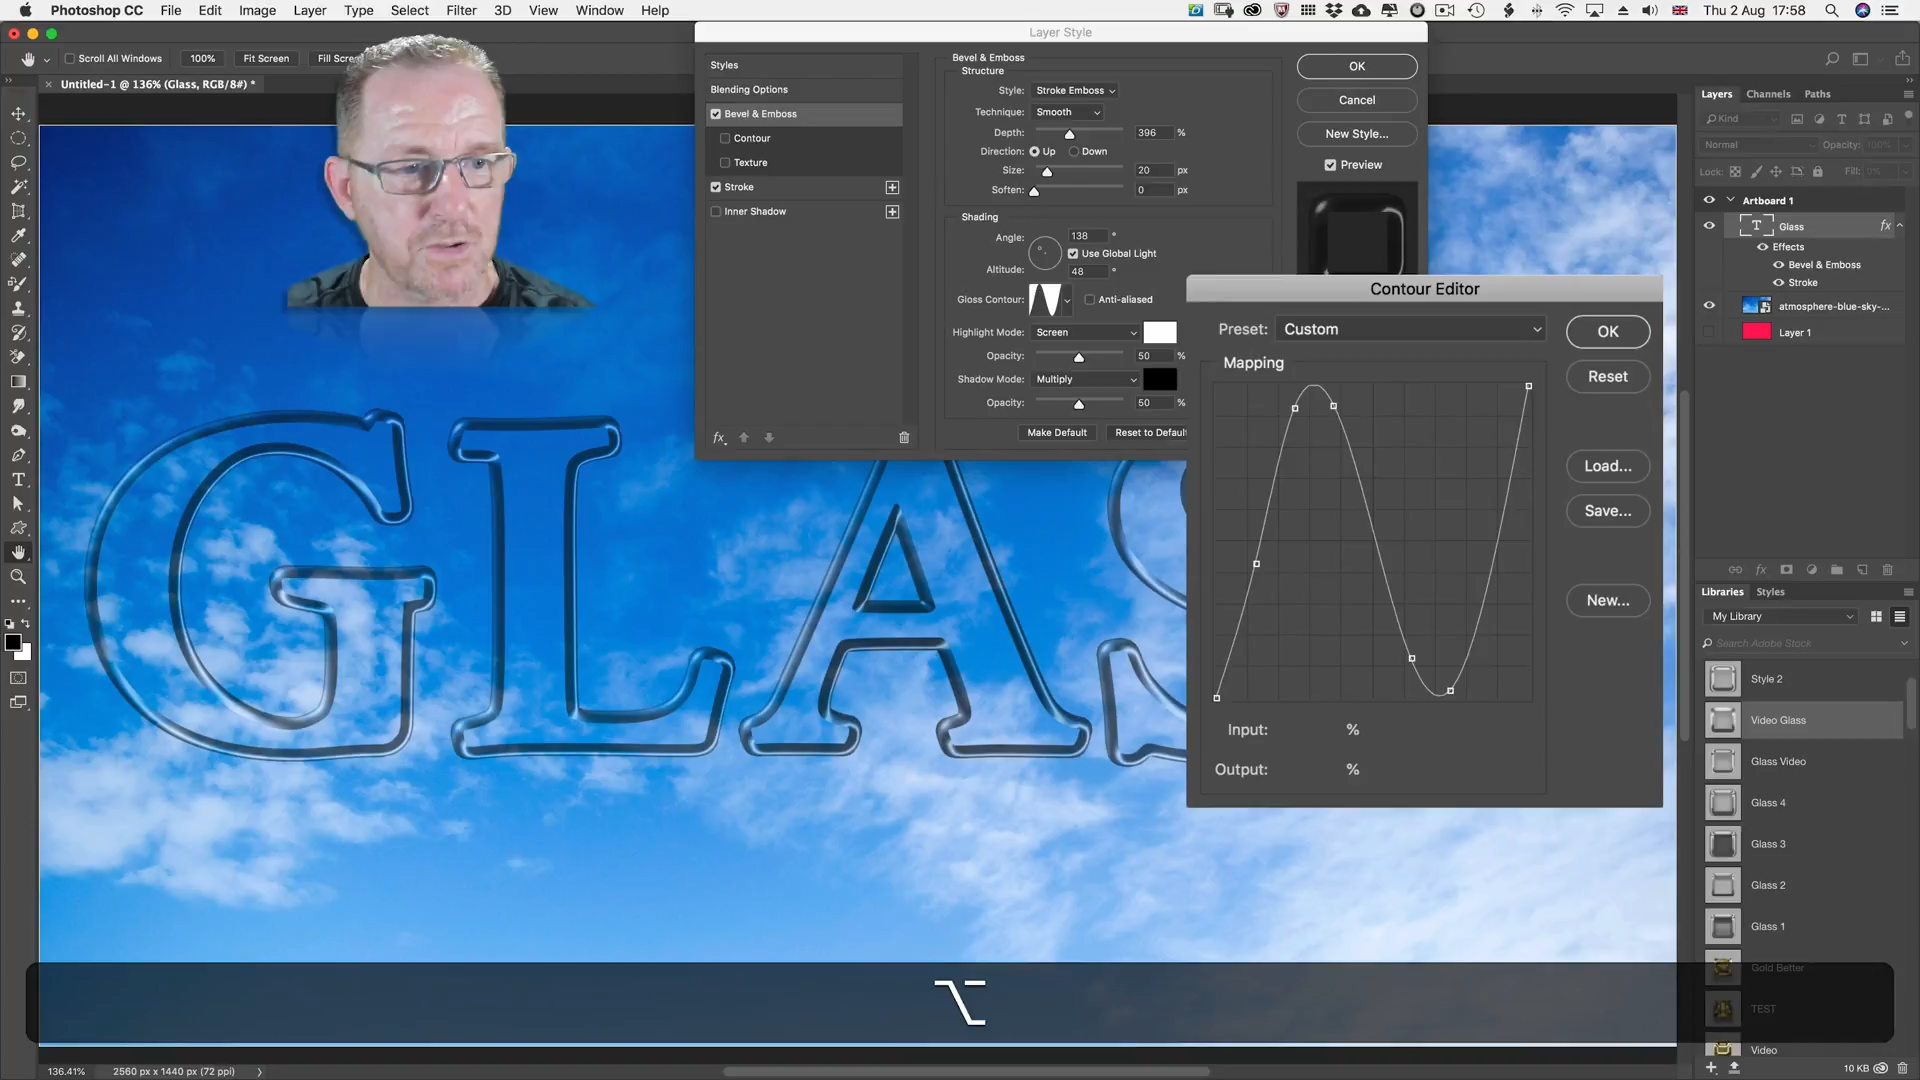 Photoshop CC File Edit Image Layer Type Select Filter 3D View Window Help
Thu 2 Aug 17:58
Scroll All Windows 100% Fit Screen Fill Scre
Untitled-1 @ 136% (Glass, RGB/8#) *
Layer Style
Styles
Blending Options
Bevel & Emboss
Contour
Texture
Stroke
Inner Shadow
fx
Bevel & Emboss
Structure
Style: Stroke Emboss
Technique: Smooth
Depth: 396 %
Direction: Up Down
Size: 20 px
Soften: 0 px
Shading
Angle: 138 °
Use Global Light
Altitude: 48 °
Gloss Contour: Anti-aliased
Highlight Mode: Screen
Opacity: 50 %
Shadow Mode: Multiply
Opacity: 50 %
Make Default Reset to Default
OK
Cancel
New Style...
Preview
Contour Editor
Preset: Custom
Mapping
Input: %
Output: %
OK
Reset
Load...
Save...
New...
GLAS
Layers Channels Paths
Kind
Normal Opacity: 100%
Lock: Fill: 0%
Artboard 1
T Glass fx
Effects
Bevel & Emboss
Stroke
atmosphere-blue-sky-...
Layer 1
fx
Libraries Styles
My Library
Search Adobe Stock
Style 2
Video Glass
Glass Video
Glass 4
Glass 3
Glass 2
Glass 1
Gold Better
TEST
Video
10 KB
⌥
136.41% 2560 px x 1440 px (72 ppi)